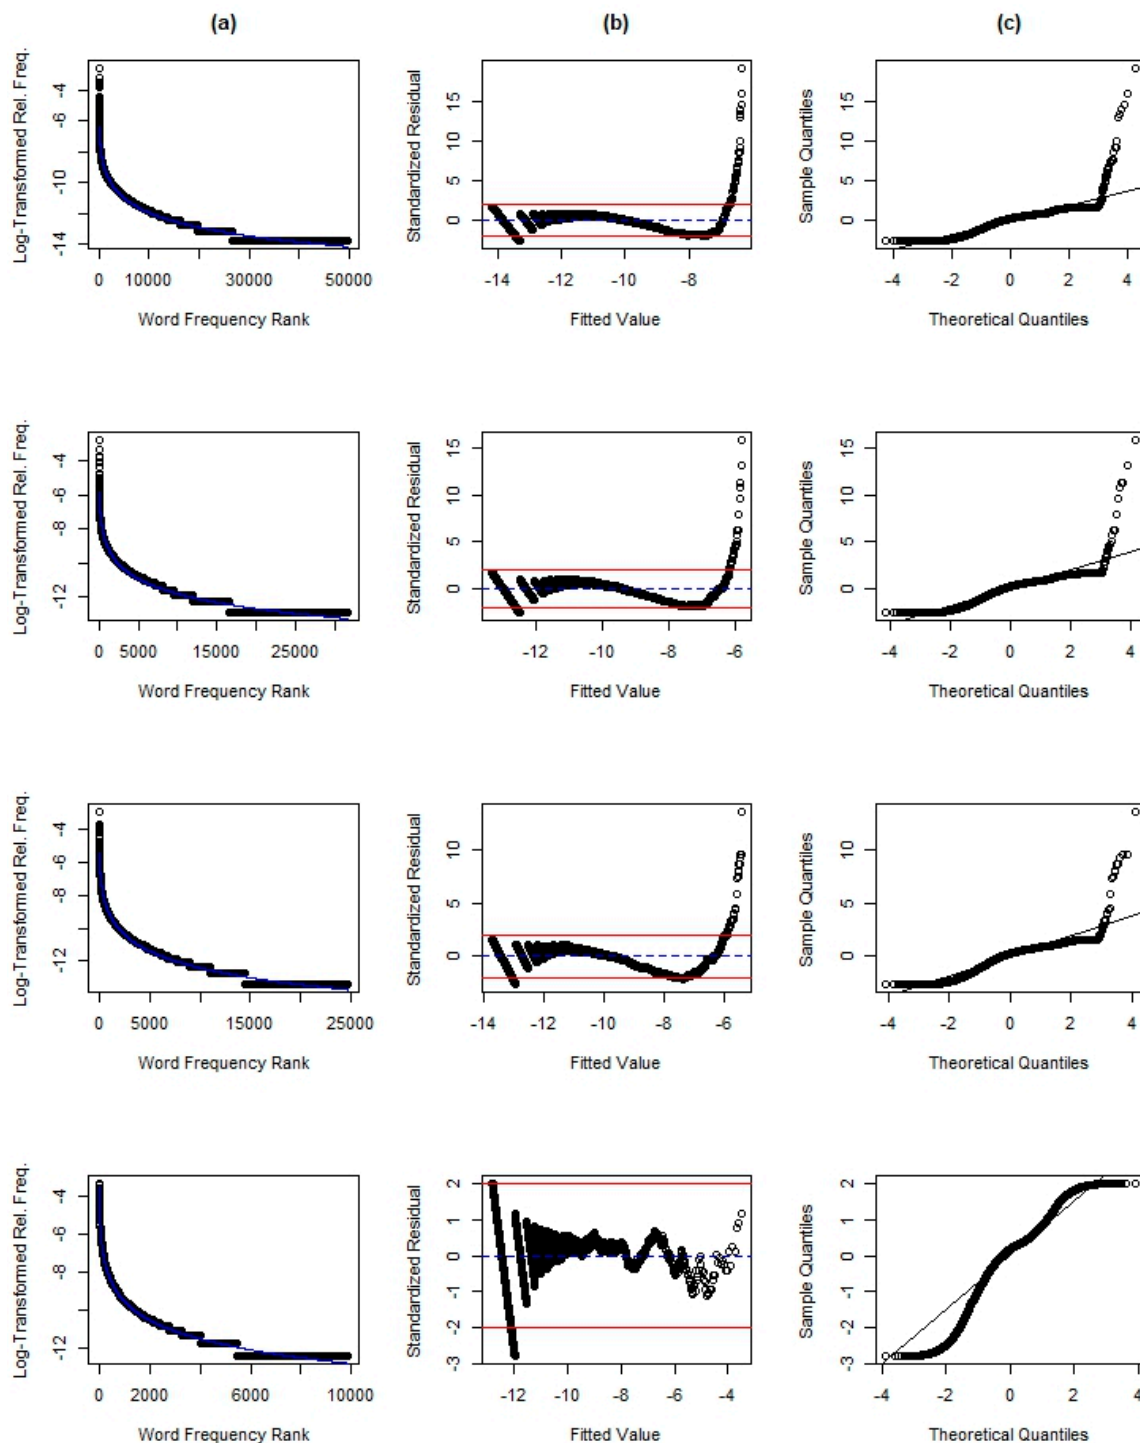 (a) (b) (c)
Log-Transformed Rel. Freq.
-4
-6
-10
-14
0 10000 30000 50000
Word Frequency Rank
Standardized Residual
15
10
5
0
-14 -12 -10 -8
Fitted Value
Sample Quantiles
15
10
5
0
-4 -2 0 2 4
Theoretical Quantiles
Log-Transformed Rel. Freq.
-4
-6
-8
-12
0 5000 15000 25000
Word Frequency Rank
Standardized Residual
15
10
5
0
-12 -10 -8 -6
Fitted Value
Sample Quantiles
15
10
5
0
-4 -2 0 2 4
Theoretical Quantiles
Log-Transformed Rel. Freq.
-4
-6
-8
-12
0 5000 15000 25000
Word Frequency Rank
Standardized Residual
10
5
0
-14 -12 -10 -8 -6
Fitted Value
Sample Quantiles
10
5
0
-4 -2 0 2 4
Theoretical Quantiles
Log-Transformed Rel. Freq.
-4
-6
-8
-12
0 2000 6000 10000
Word Frequency Rank
Standardized Residual
2
1
0
-1
-2
-3
-12 -10 -8 -6 -4
Fitted Value
Sample Quantiles
2
1
0
-1
-2
-3
-4 -2 0 2 4
Theoretical Quantiles